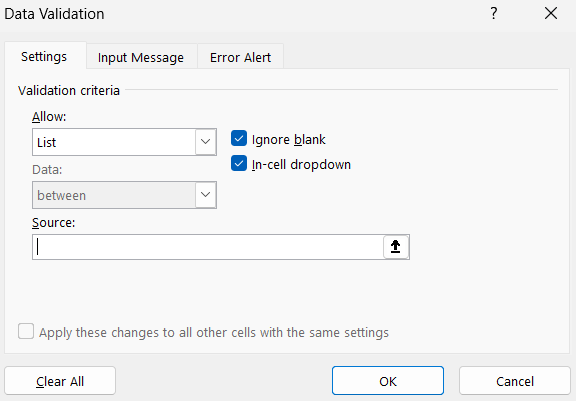 Data Validation ? ×
Settings Input Message Error Alert
Validation criteria
Allow:
List
Ignore blank
Data:
In-cell dropdown
between
Source:
Apply these changes to all other cells with the same settings
Clear All OK Cancel